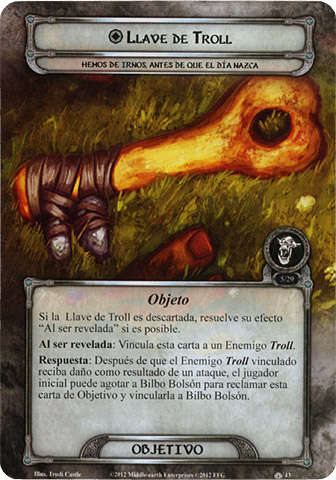 LLAVE DE TROLL
HEMOS DE IRNOS, ANTES DE QUE EL DÍA NAZCA
5/29
Objeto
Si la Llave de Troll es descartada, resuelve su efecto
“Al ser revelada” si es posible.
Al ser revelada: Vincula esta carta a un Enemigo Troll.
Respuesta: Después de que el Enemigo Troll vinculado
reciba daño como resultado de un ataque, el jugador
inicial puede agotar a Bilbo Bolsón para reclamar esta
carta de Objetivo y vincularla a Bilbo Bolsón.
OBJETIVO
Illus. Trudi Castle ©2012 Middle-earth Enterprises ©2012 FFG 43